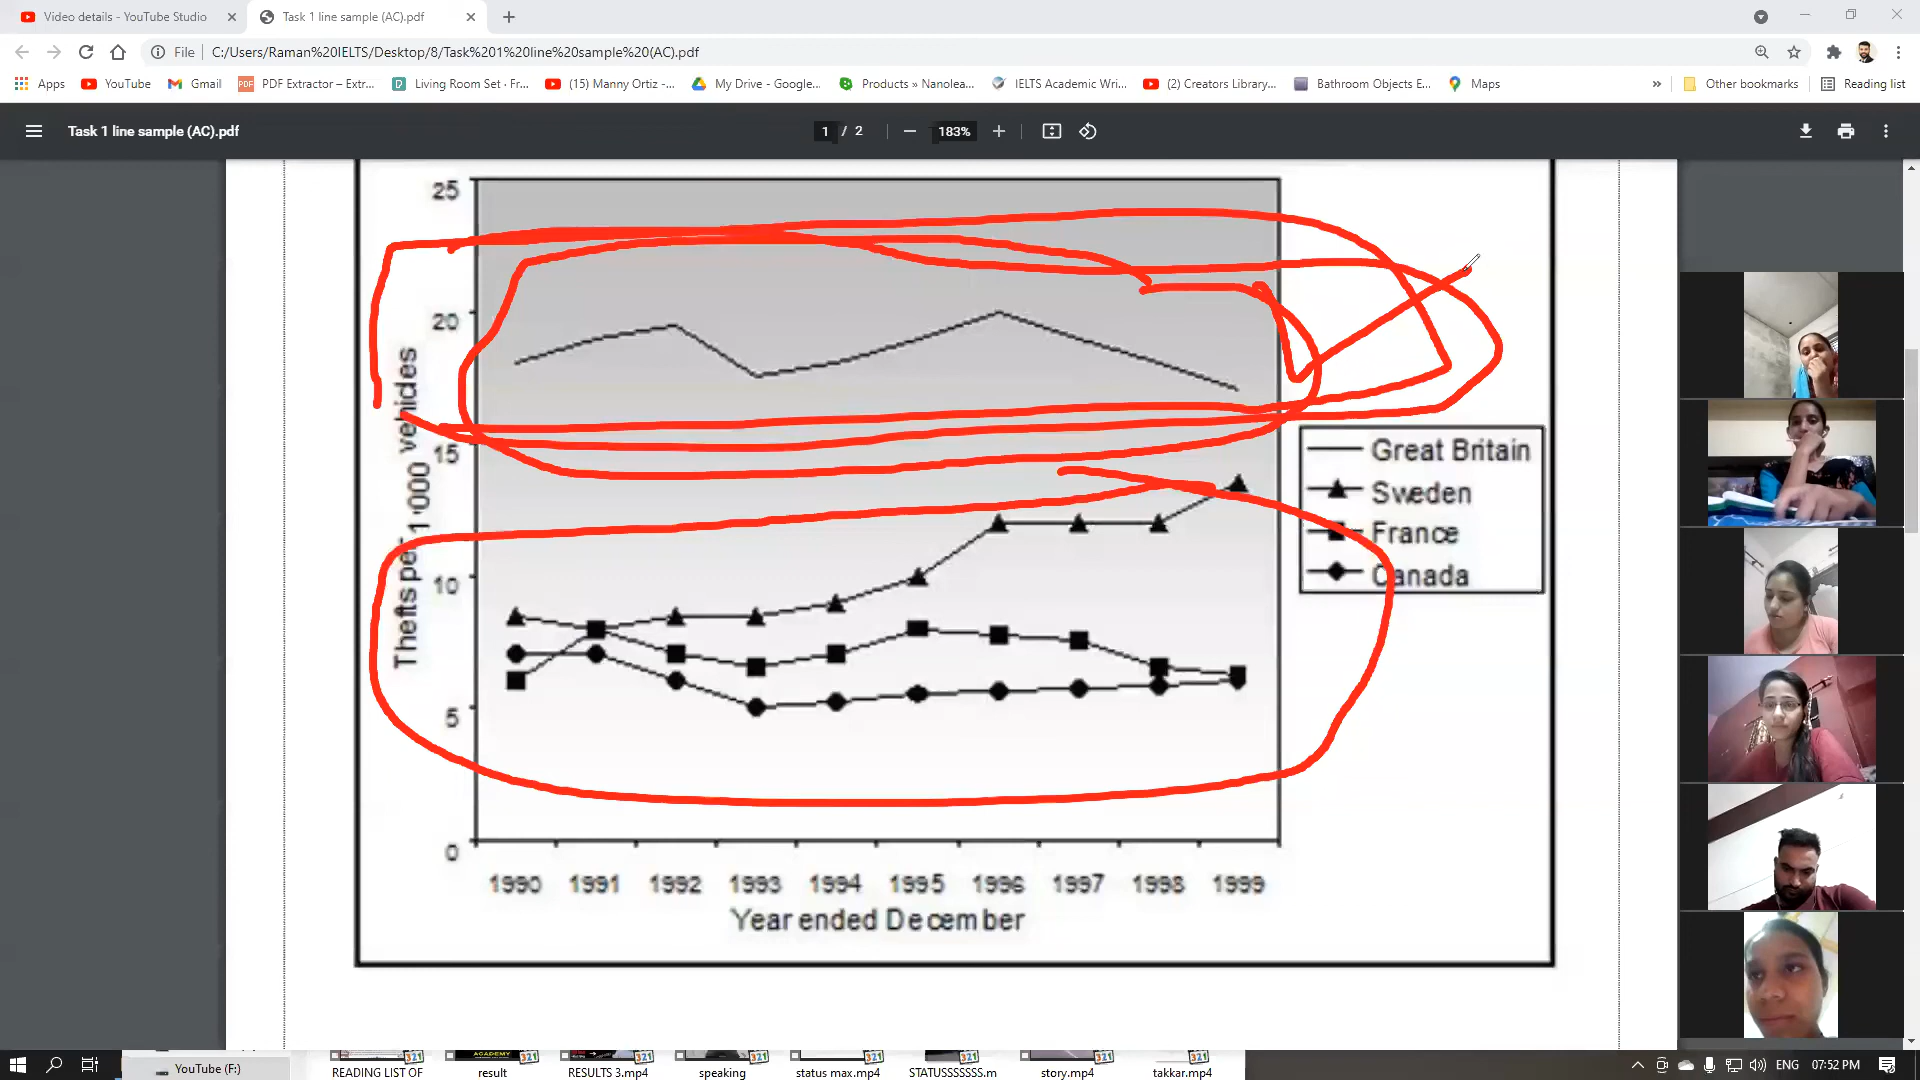 Video details - YouTube Studio
Task 1 line sample (AC).pdf
File
C:/Users/Raman%20IELTS/Desktop/8/Task%201%20line%20sample%20(AC).pdf
Apps
YouTube
Gmail
PDF Extractor – Extr...
Living Room Set · Fr...
(15) Manny Ortiz -...
My Drive - Google...
Products » Nanolea...
IELTS Academic Wri...
(2) Creators Library...
Bathroom Objects E...
Maps
»
Other bookmarks
Reading list
Task 1 line sample (AC).pdf
1 / 2
183%
25
20
15
10
5
0
Thefts per 1 000 vehicles
Great Britain
Sweden
France
Canada
1990 1991 1992 1993 1994 1995 1996 1997 1998 1999
Year ended December
YouTube (F:)
READING LIST OF
result
RESULTS 3.mp4
speaking
status max.mp4
STATUSSSSSSS.m
story.mp4
takkar.mp4
ENG
07:52 PM